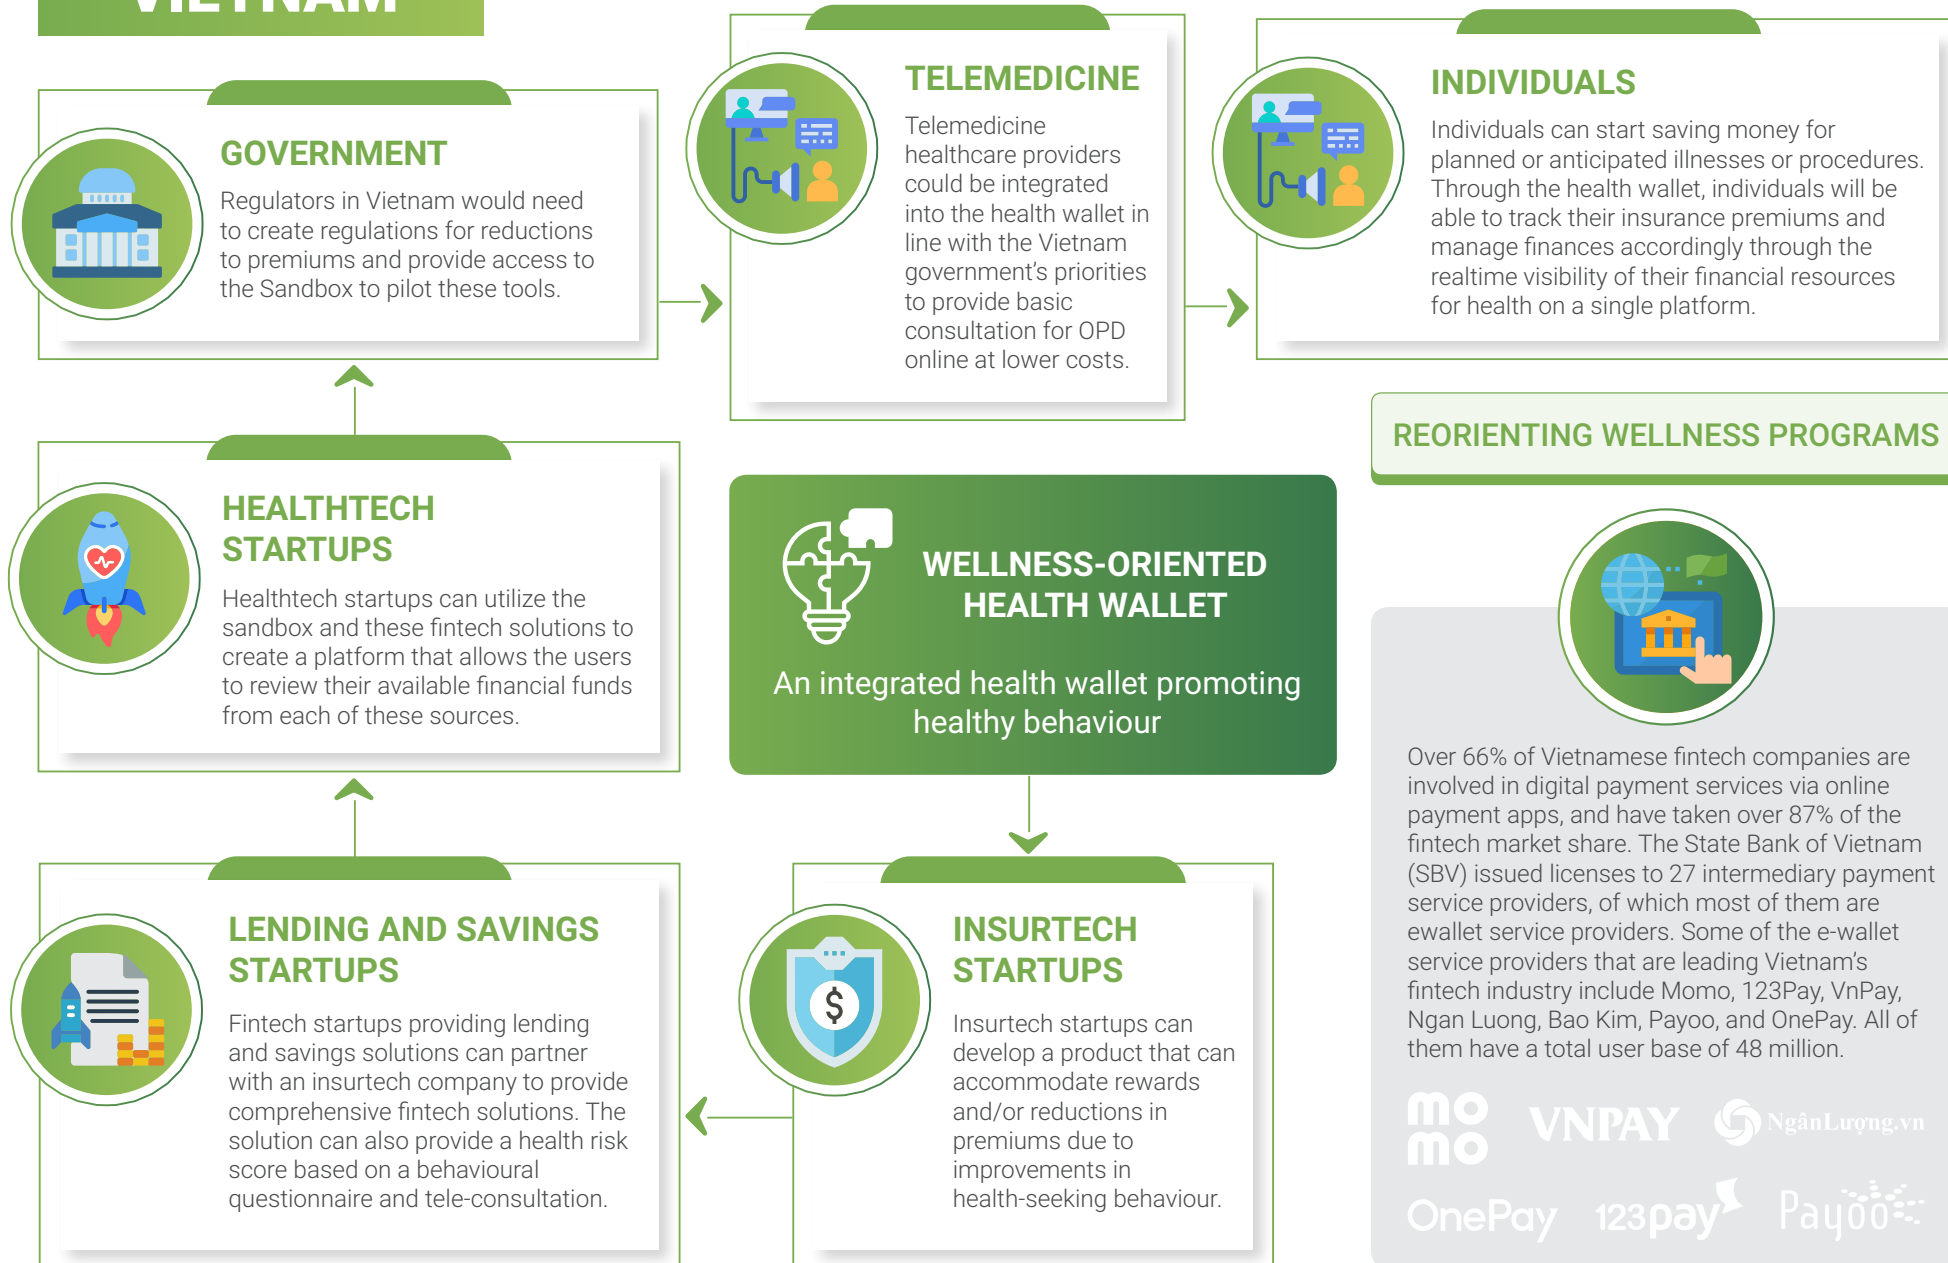 VIETNAM
GOVERNMENT
Regulators in Vietnam would need
to create regulations for reductions
to premiums and provide access to
the Sandbox to pilot these tools.
TELEMEDICINE
Telemedicine
healthcare providers
could be integrated
into the health wallet in
line with the Vietnam
government's priorities
to provide basic
consultation for OPD
online at lower costs.
INDIVIDUALS
Individuals can start saving money for
planned or anticipated illnesses or procedures.
Through the health wallet, individuals will be
able to track their insurance premiums and
manage finances accordingly through the
realtime visibility of their financial resources
for health on a single platform.
HEALTHTECH
STARTUPS
Healthtech startups can utilize the
sandbox and these fintech solutions to
create a platform that allows the users
to review their available financial funds
from each of these sources.
WELLNESS-ORIENTED
HEALTH WALLET
An integrated health wallet promoting
healthy behaviour
LENDING AND SAVINGS
STARTUPS
Fintech startups providing lending
and savings solutions can partner
with an insurtech company to provide
comprehensive fintech solutions. The
solution can also provide a health risk
score based on a behavioural
questionnaire and tele-consultation.
$
INSURTECH
STARTUPS
Insurtech startups can
develop a product that can
accommodate rewards
and/or reductions in
premiums due to
improvements in
health-seeking behaviour.
REORIENTING WELLNESS PROGRAMS
Over 66% of Vietnamese fintech companies are
involved in digital payment services via online
payment apps, and have taken over 87% of the
fintech market share. The State Bank of Vietnam
(SBV) issued licenses to 27 intermediary payment
service providers, of which most of them are
ewallet service providers. Some of the e-wallet
service providers that are leading Vietnam's
fintech industry include Momo, 123Pay, VnPay,
Ngan Luong, Bao Kim, Payoo, and OnePay. All of
them have a total user base of 48 million.
mo
mo
VNPAY
NgânLượng.vn
OnePay
123pay
Payoo